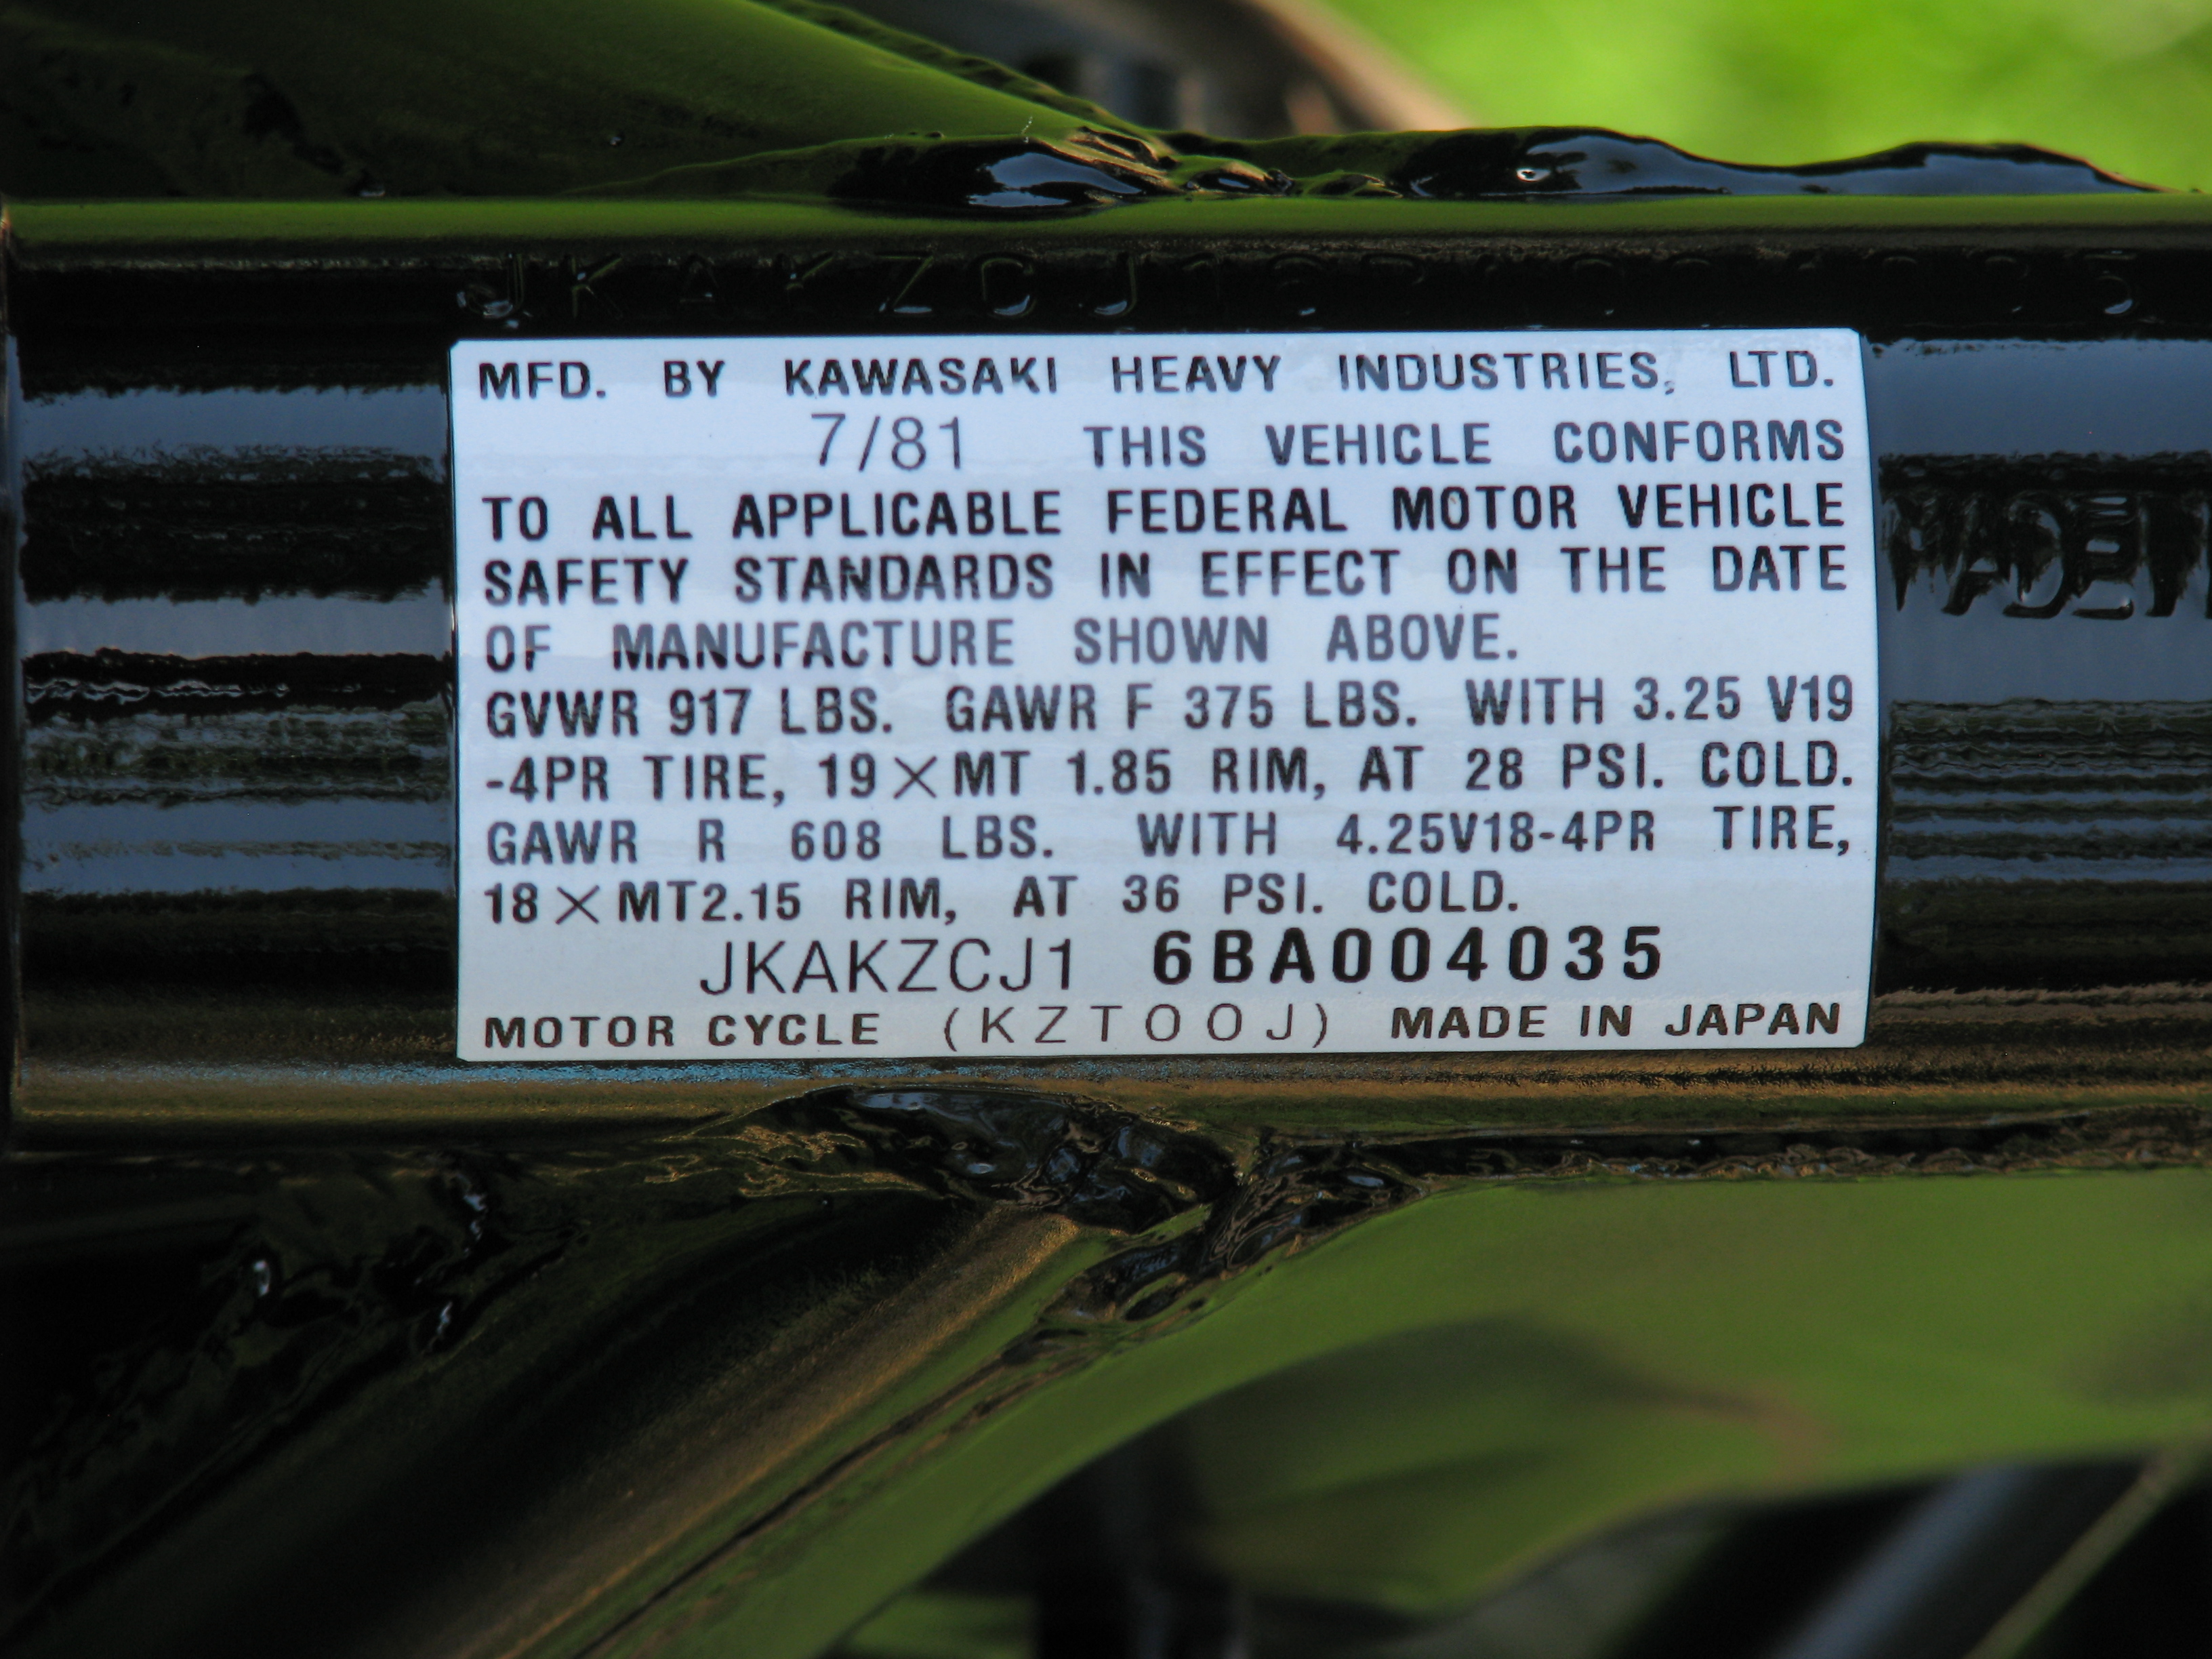 MFD. BY KAWASAKI HEAVY INDUSTRIES, LTD.
7/81 THIS VEHICLE CONFORMS
TO ALL APPLICABLE FEDERAL MOTOR VEHICLE
SAFETY STANDARDS IN EFFECT ON THE DATE
OF MANUFACTURE SHOWN ABOVE.
GVWR 917 LBS. GAWR F 375 LBS. WITH 3.25 V19
-4PR TIRE, 19×MT 1.85 RIM, AT 28 PSI. COLD.
GAWR R 608 LBS. WITH 4.25V18-4PR TIRE,
18×MT2.15 RIM, AT 36 PSI. COLD.
JKAKZCJ1 6BA004035
MOTOR CYCLE (KZTOOJ) MADE IN JAPAN